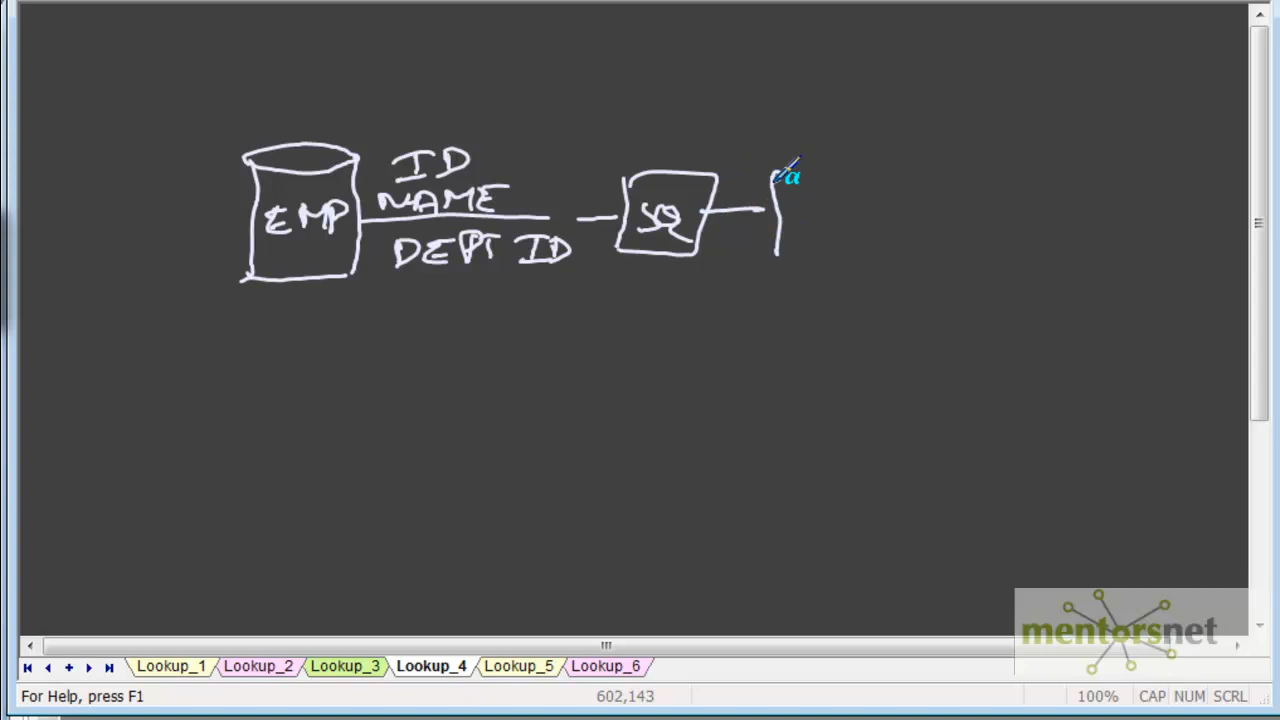 ID
NAME
EMP
DEPT ID
SQ
a
mentorsnet
Lookup_1 Lookup_2 Lookup_3 Lookup_4 Lookup_5 Lookup_6
For Help, press F1 602,143 100% CAP NUM SCRL